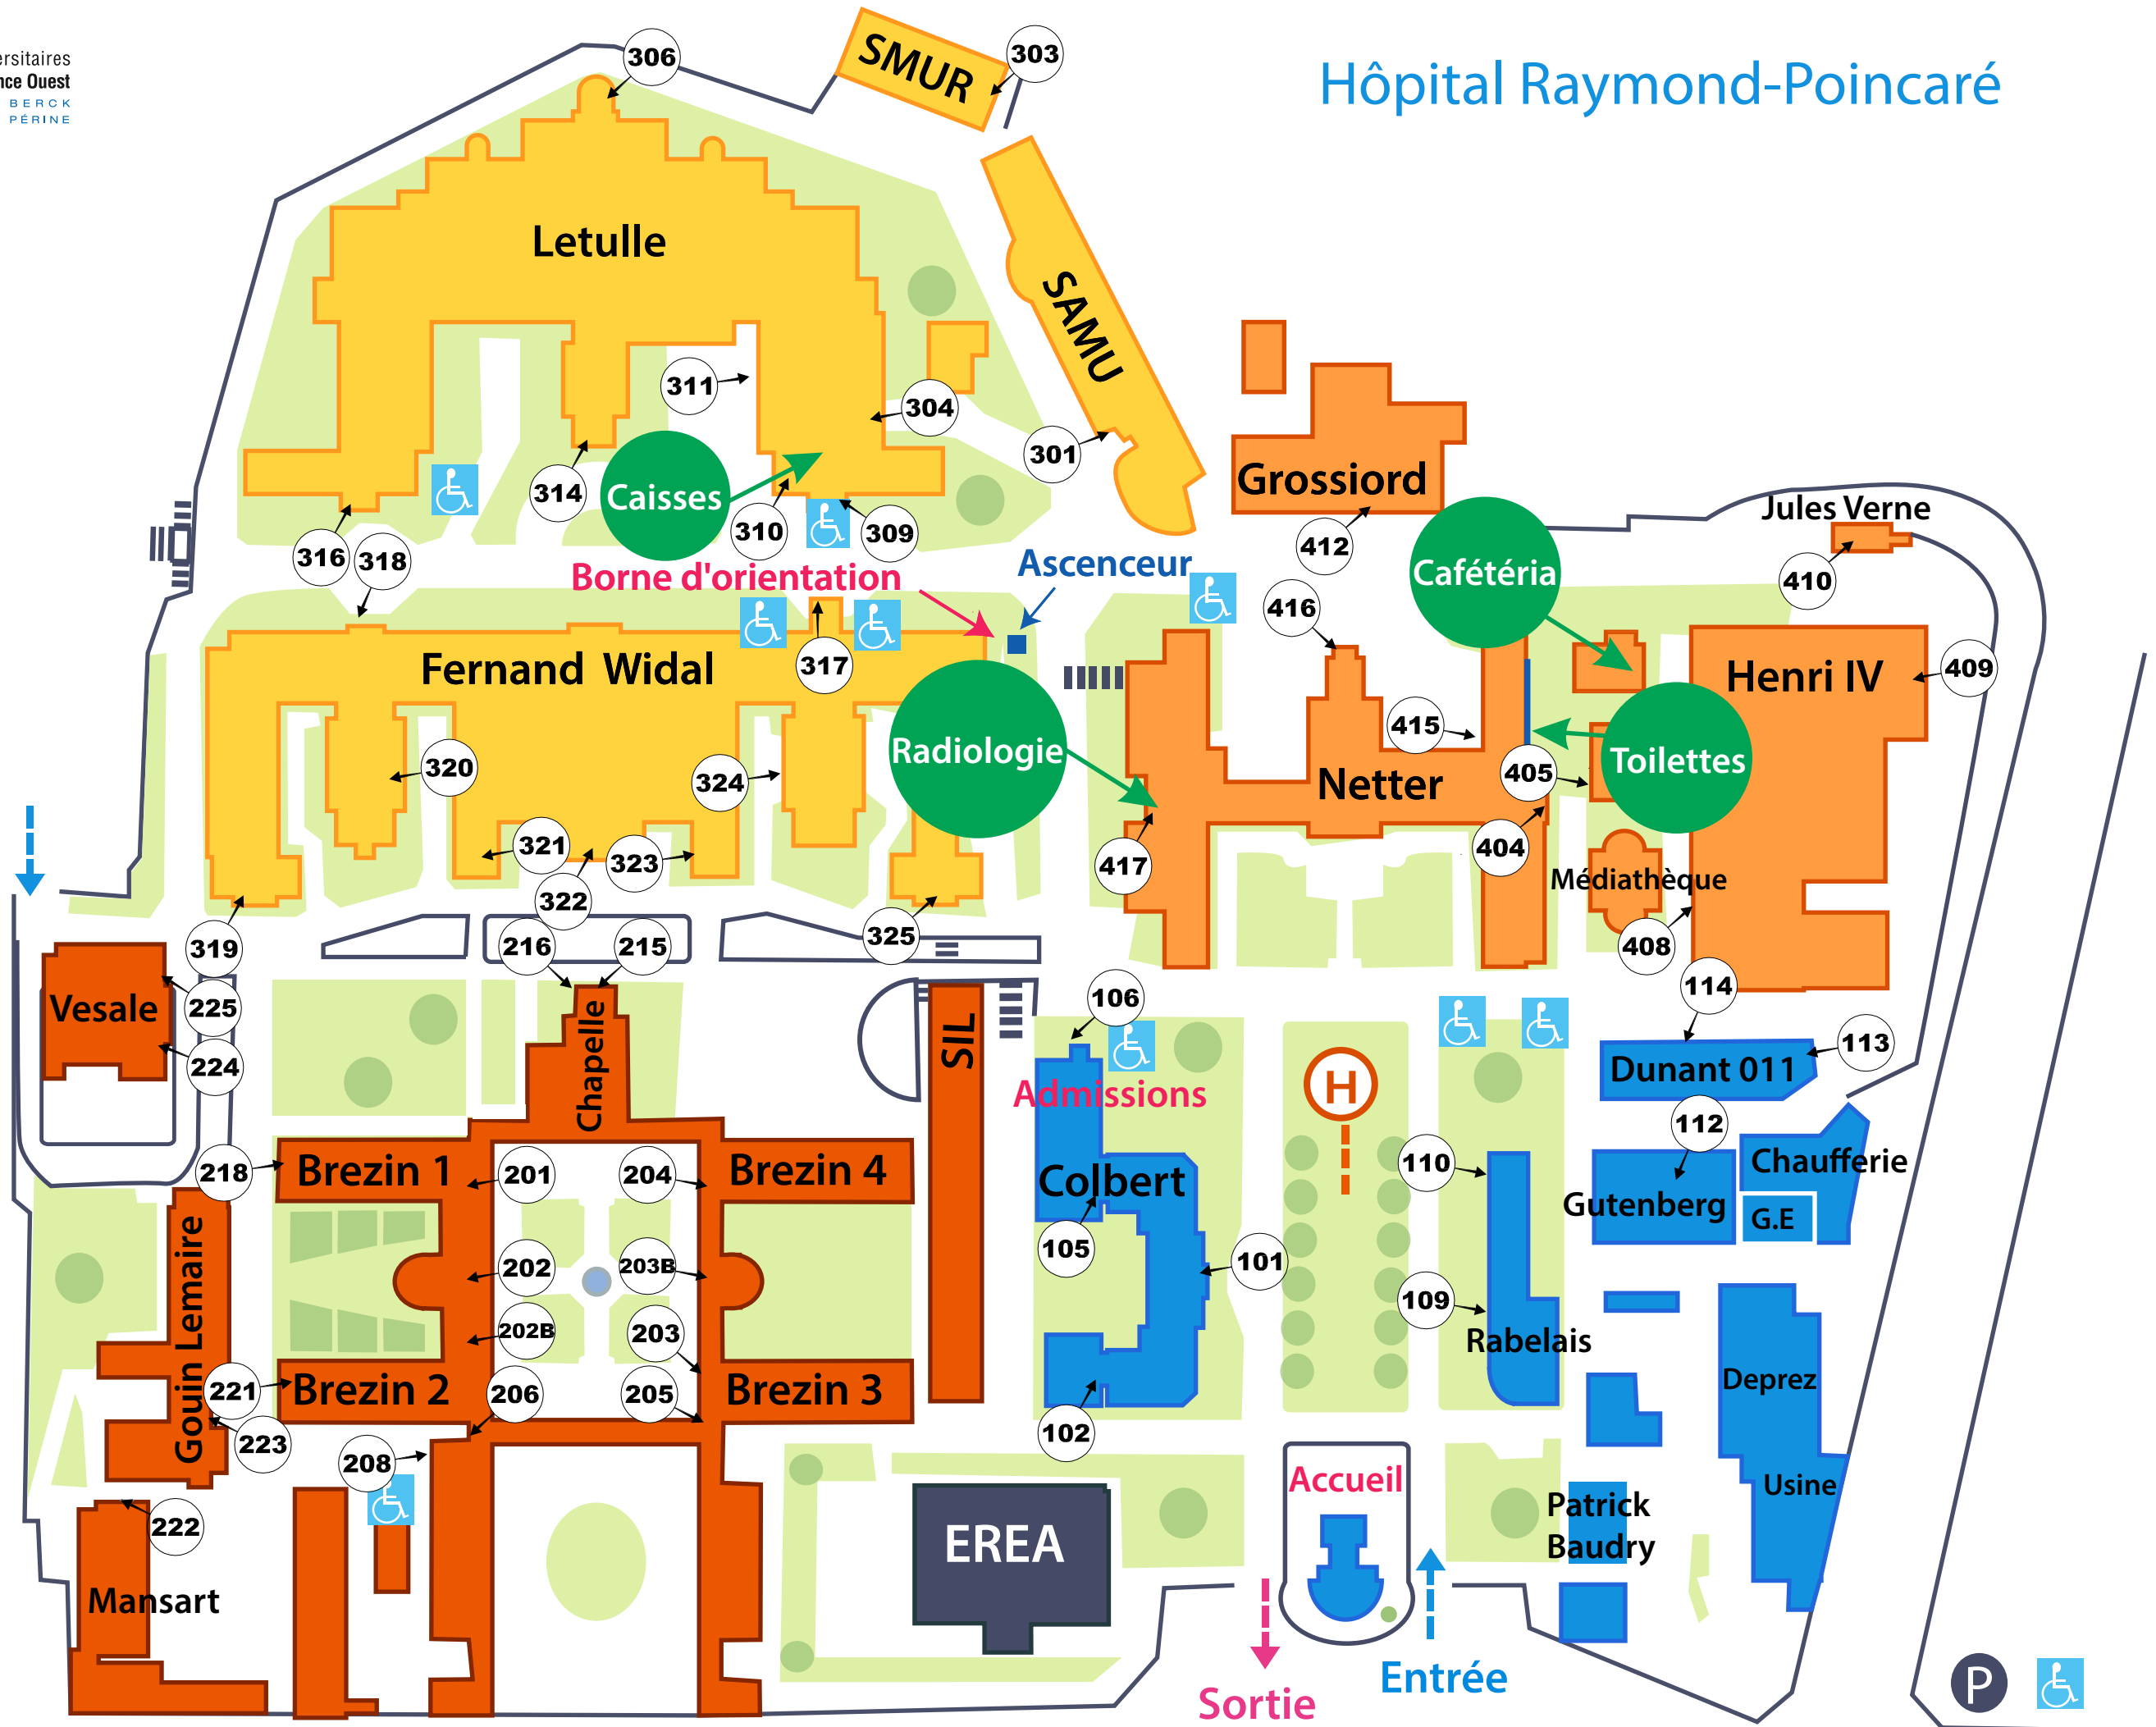 ersitaires
nce Ouest
BERCK
PÉRINE
Hôpital Raymond-Poincaré
306
SMUR
303
Letulle
SAMU
311
304
301
Grossiord
314
Caisses
310
309
316
318
412
Cafétéria
Jules Verne
410
Borne d'orientation
Ascenceur
416
Fernand Widal
317
Henri IV
409
320
324
Radiologie
415
Netter
405
Toilettes
321
322
323
417
404
Médiathèque
408
319
216
215
325
Vesale
225
224
Chapelle
SIL
106
Admissions
H
114
Dunant 011
113
112
218
Brezin 1
201
204
Brezin 4
Colbert
110
Chaufferie
Gutenberg
G.E
Gouin Lemaire
202
203B
105
101
109
202B
203
Rabelais
221
Brezin 2
206
205
Brezin 3
Deprez
223
208
102
Accueil
Usine
222
EREA
Patrick
Baudry
Mansart
Sortie
Entrée
P